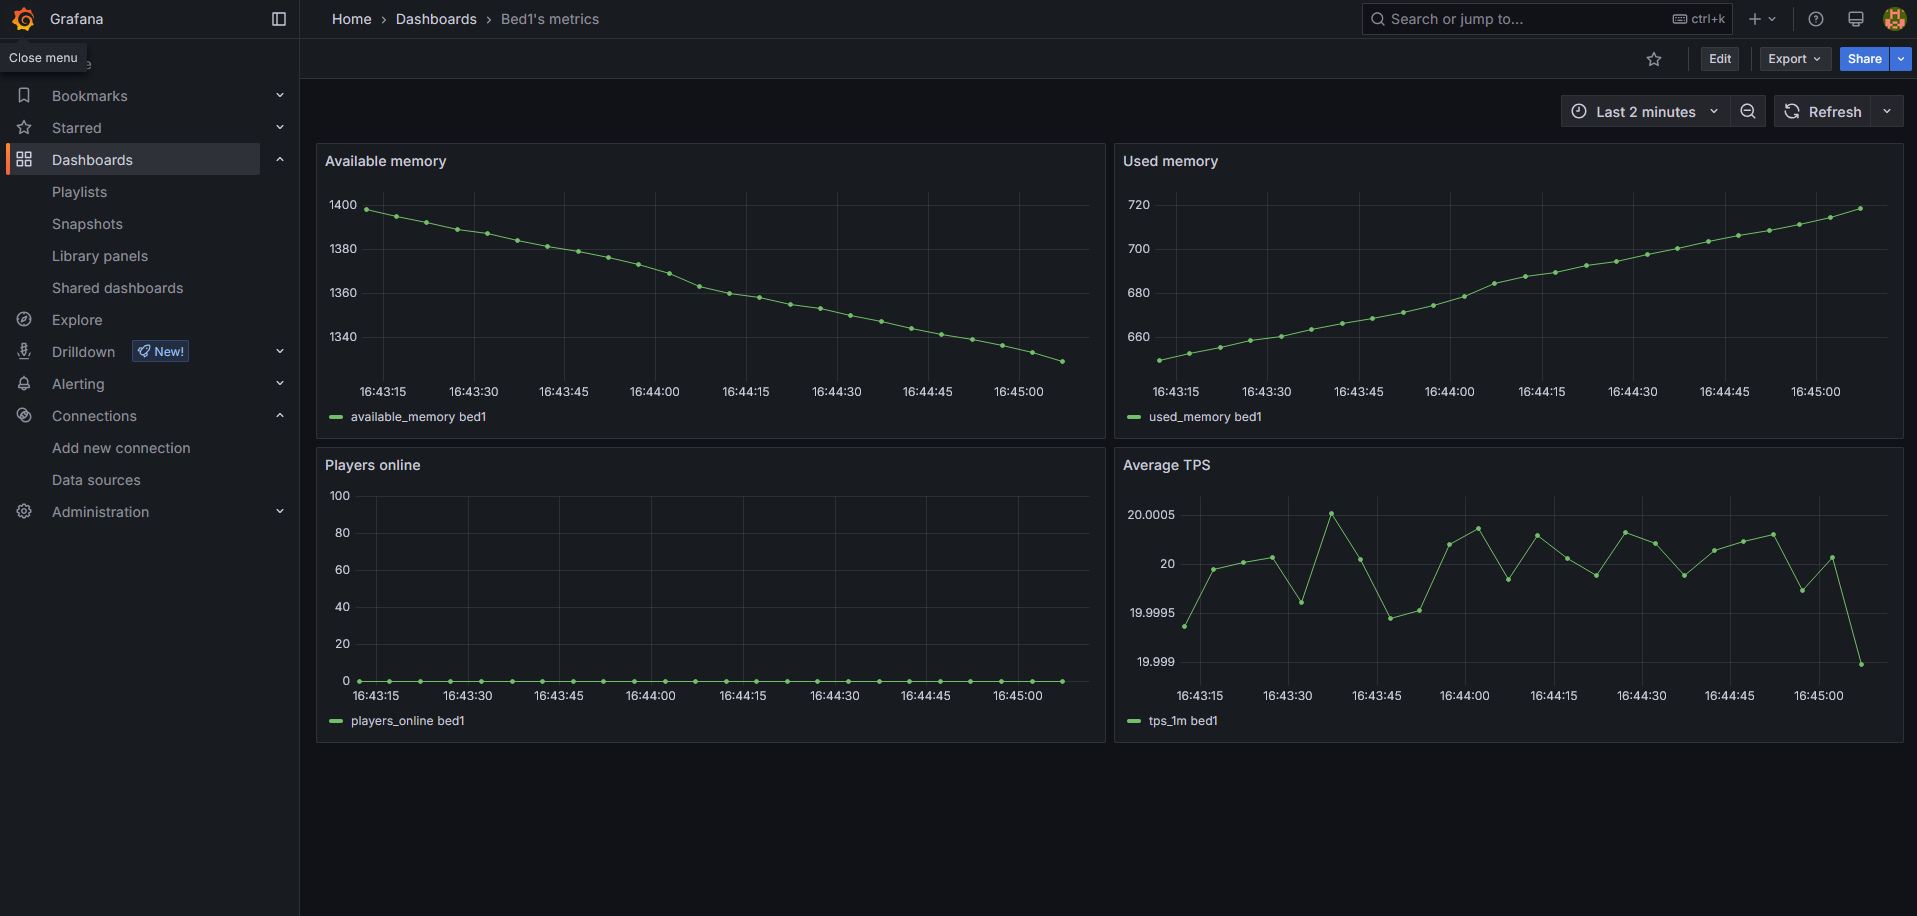 Grafana
Home › Dashboards › Bed1's metrics
Search or jump to...
ctrl+k
Close menu
Edit
Export
Share
Bookmarks
Starred
Dashboards
Playlists
Snapshots
Library panels
Shared dashboards
Explore
Drilldown
New!
Alerting
Connections
Add new connection
Data sources
Administration
Last 2 minutes
Refresh
Available memory
1400
1380
1360
1340
16:43:15 16:43:30 16:43:45 16:44:00 16:44:15 16:44:30 16:44:45 16:45:00
available_memory bed1
Used memory
720
700
680
660
16:43:15 16:43:30 16:43:45 16:44:00 16:44:15 16:44:30 16:44:45 16:45:00
used_memory bed1
Players online
100
80
60
40
20
0
16:43:15 16:43:30 16:43:45 16:44:00 16:44:15 16:44:30 16:44:45 16:45:00
players_online bed1
Average TPS
20.0005
20
19.9995
19.999
16:43:15 16:43:30 16:43:45 16:44:00 16:44:15 16:44:30 16:44:45 16:45:00
tps_1m bed1